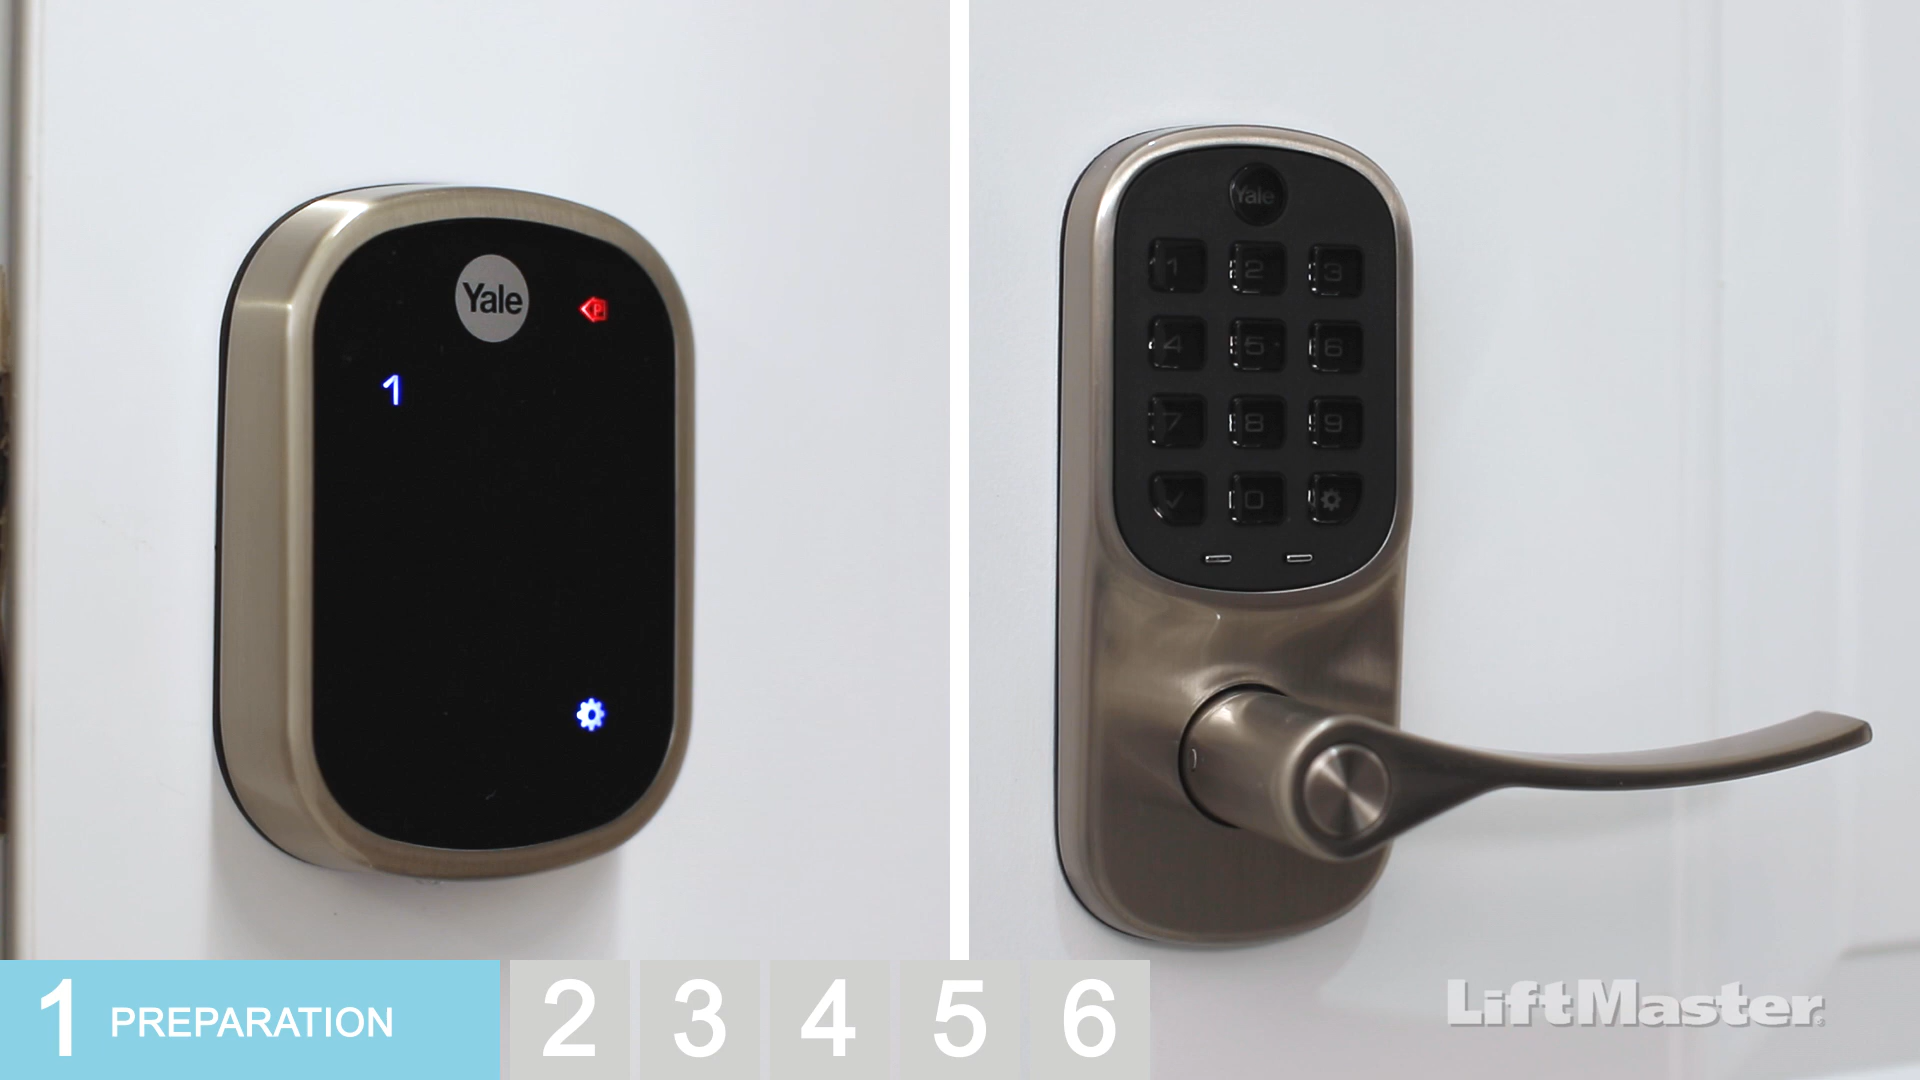 Yale
P
1
Yale
1 2 3
4 5 6
7 8 9
0
1 PREPARATION 2 3 4 5 6
LiftMaster